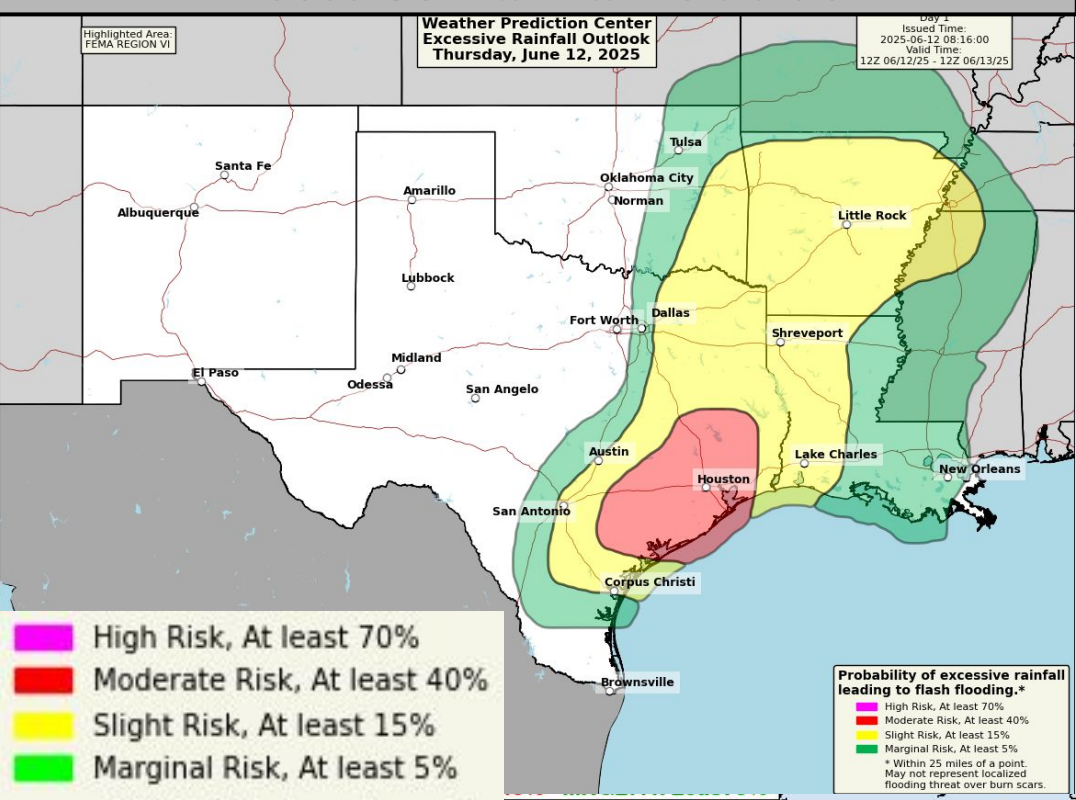 Weather Prediction Center
Excessive Rainfall Outlook
Thursday, June 12, 2025
Highlighted Area:
FEMA REGION VI
Day 1
Issued Time:
2025-06-12 08:16:00
Valid Time:
12Z 06/12/25 - 12Z 06/13/25
Tulsa
Santa Fe
Oklahoma City
Amarillo
Norman
Albuquerque
Little Rock
Lubbock
Dallas
Fort Worth
Shreveport
Midland
El Paso
Odessa
San Angelo
Austin
Lake Charles
New Orleans
Houston
San Antonio
Corpus Christi
Brownsville
High Risk, At least 70%
Moderate Risk, At least 40%
Slight Risk, At least 15%
Marginal Risk, At least 5%
Probability of excessive rainfall
leading to flash flooding.*
High Risk, At least 70%
Moderate Risk, At least 40%
Slight Risk, At least 15%
Marginal Risk, At least 5%
* Within 25 miles of a point.
May not represent localized
flooding threat over burn scars.